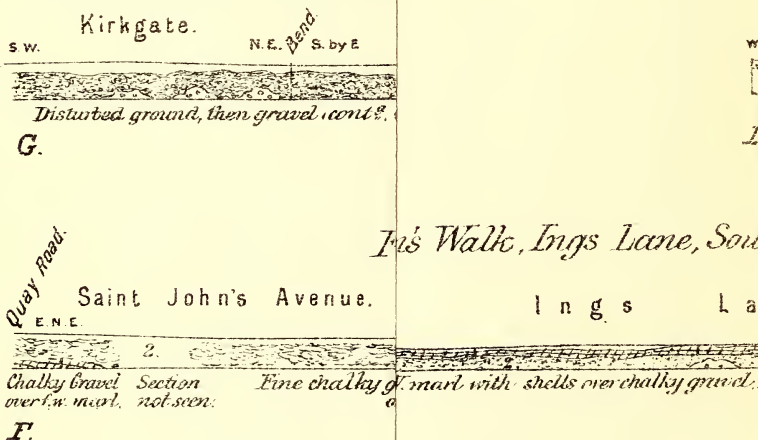 Kirkgate.
S.W. N.E. Bend. S. by E
Disturbed ground, then gravel contd.
G.
n's Walk, Ings Lane, Sou
Quay Road.
Saint John's Avenue. Ings La
E.N.E.
2. 2.
Chalky Gravel Section Fine chalky g marl with shells over chalky gravel.
over f.w. marl. not seen.
F.